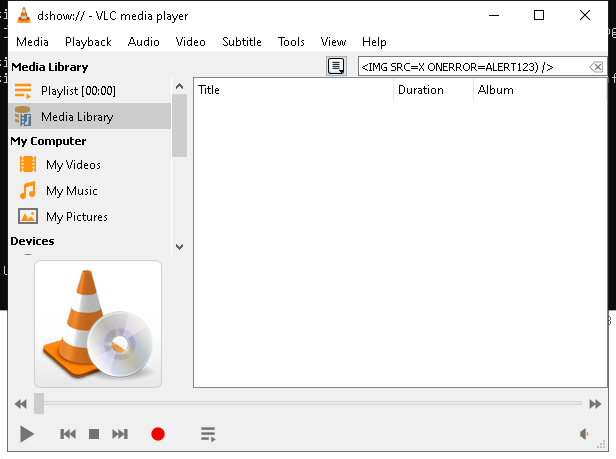 dshow:// - VLC media player
Media Playback Audio Video Subtitle Tools View Help
Media Library
<IMG SRC=X ONERROR=ALERT123) />
Playlist [00:00]
Title Duration Album
Media Library
My Computer
My Videos
My Music
My Pictures
Devices